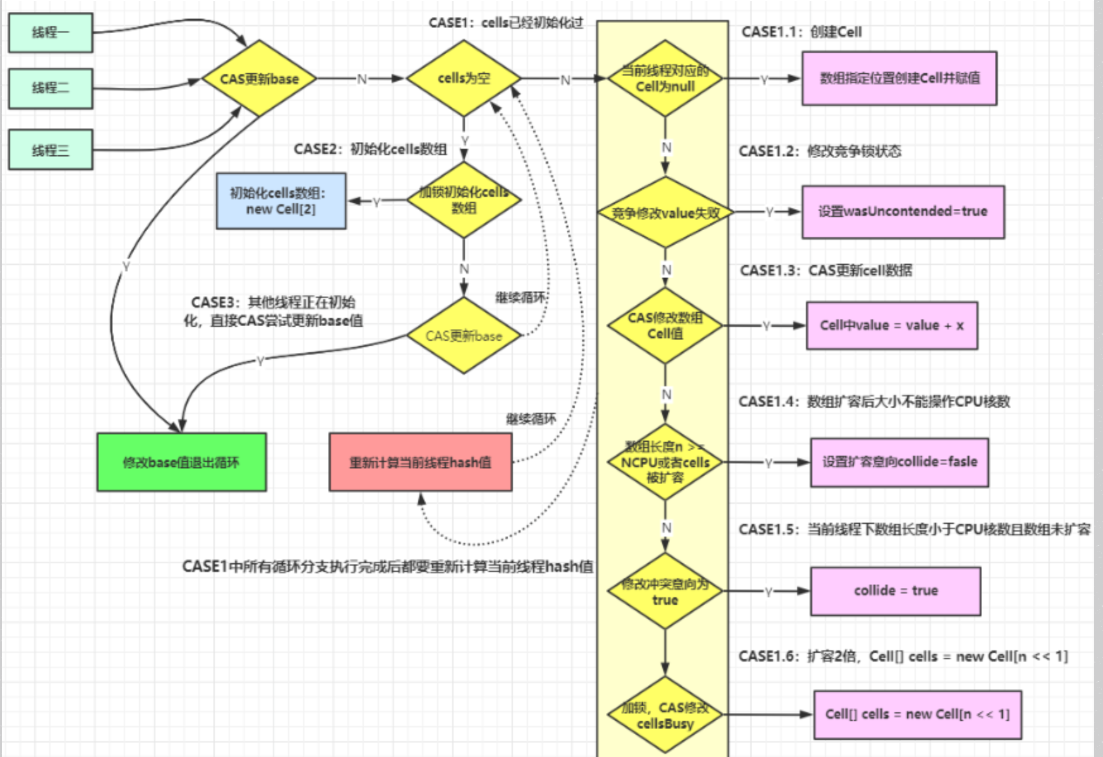 线程一
线程二
线程三
CAS更新base
N
Y
CASE1：cells已经初始化过
cells为空
N
Y
CASE2：初始化cells数组
初始化cells数组：
new Cell[2]
Y
加锁初始化cells
数组
N
CASE3：其他线程正在初始
化，直接CAS尝试更新base值
CAS更新base
Y
继续循环
修改base值退出循环
重新计算当前线程hash值
继续循环
CASE1中所有循环分支执行完成后都要重新计算当前线程hash值
当前线程对应的
Cell为null
Y
CASE1.1：创建Cell
数组指定位置创建Cell并赋值
N
CASE1.2：修改竞争锁状态
竞争修改value失败
Y
设置wasUncontended=true
N
CASE1.3：CAS更新cell数据
CAS修改数组
Cell值
Y
Cell中value = value + x
N
CASE1.4：数组扩容后大小不能操作CPU核数
数组长度n >=
NCPU或者cells
被扩容
Y
设置扩容意向collide=fasle
N
CASE1.5：当前线程下数组长度小于CPU核数且数组未扩容
修改冲突意向为
true
Y
collide = true
CASE1.6：扩容2倍，Cell[] cells = new Cell[n << 1]
加锁，CAS修改
cellsBusy
Cell[] cells = new Cell[n << 1]